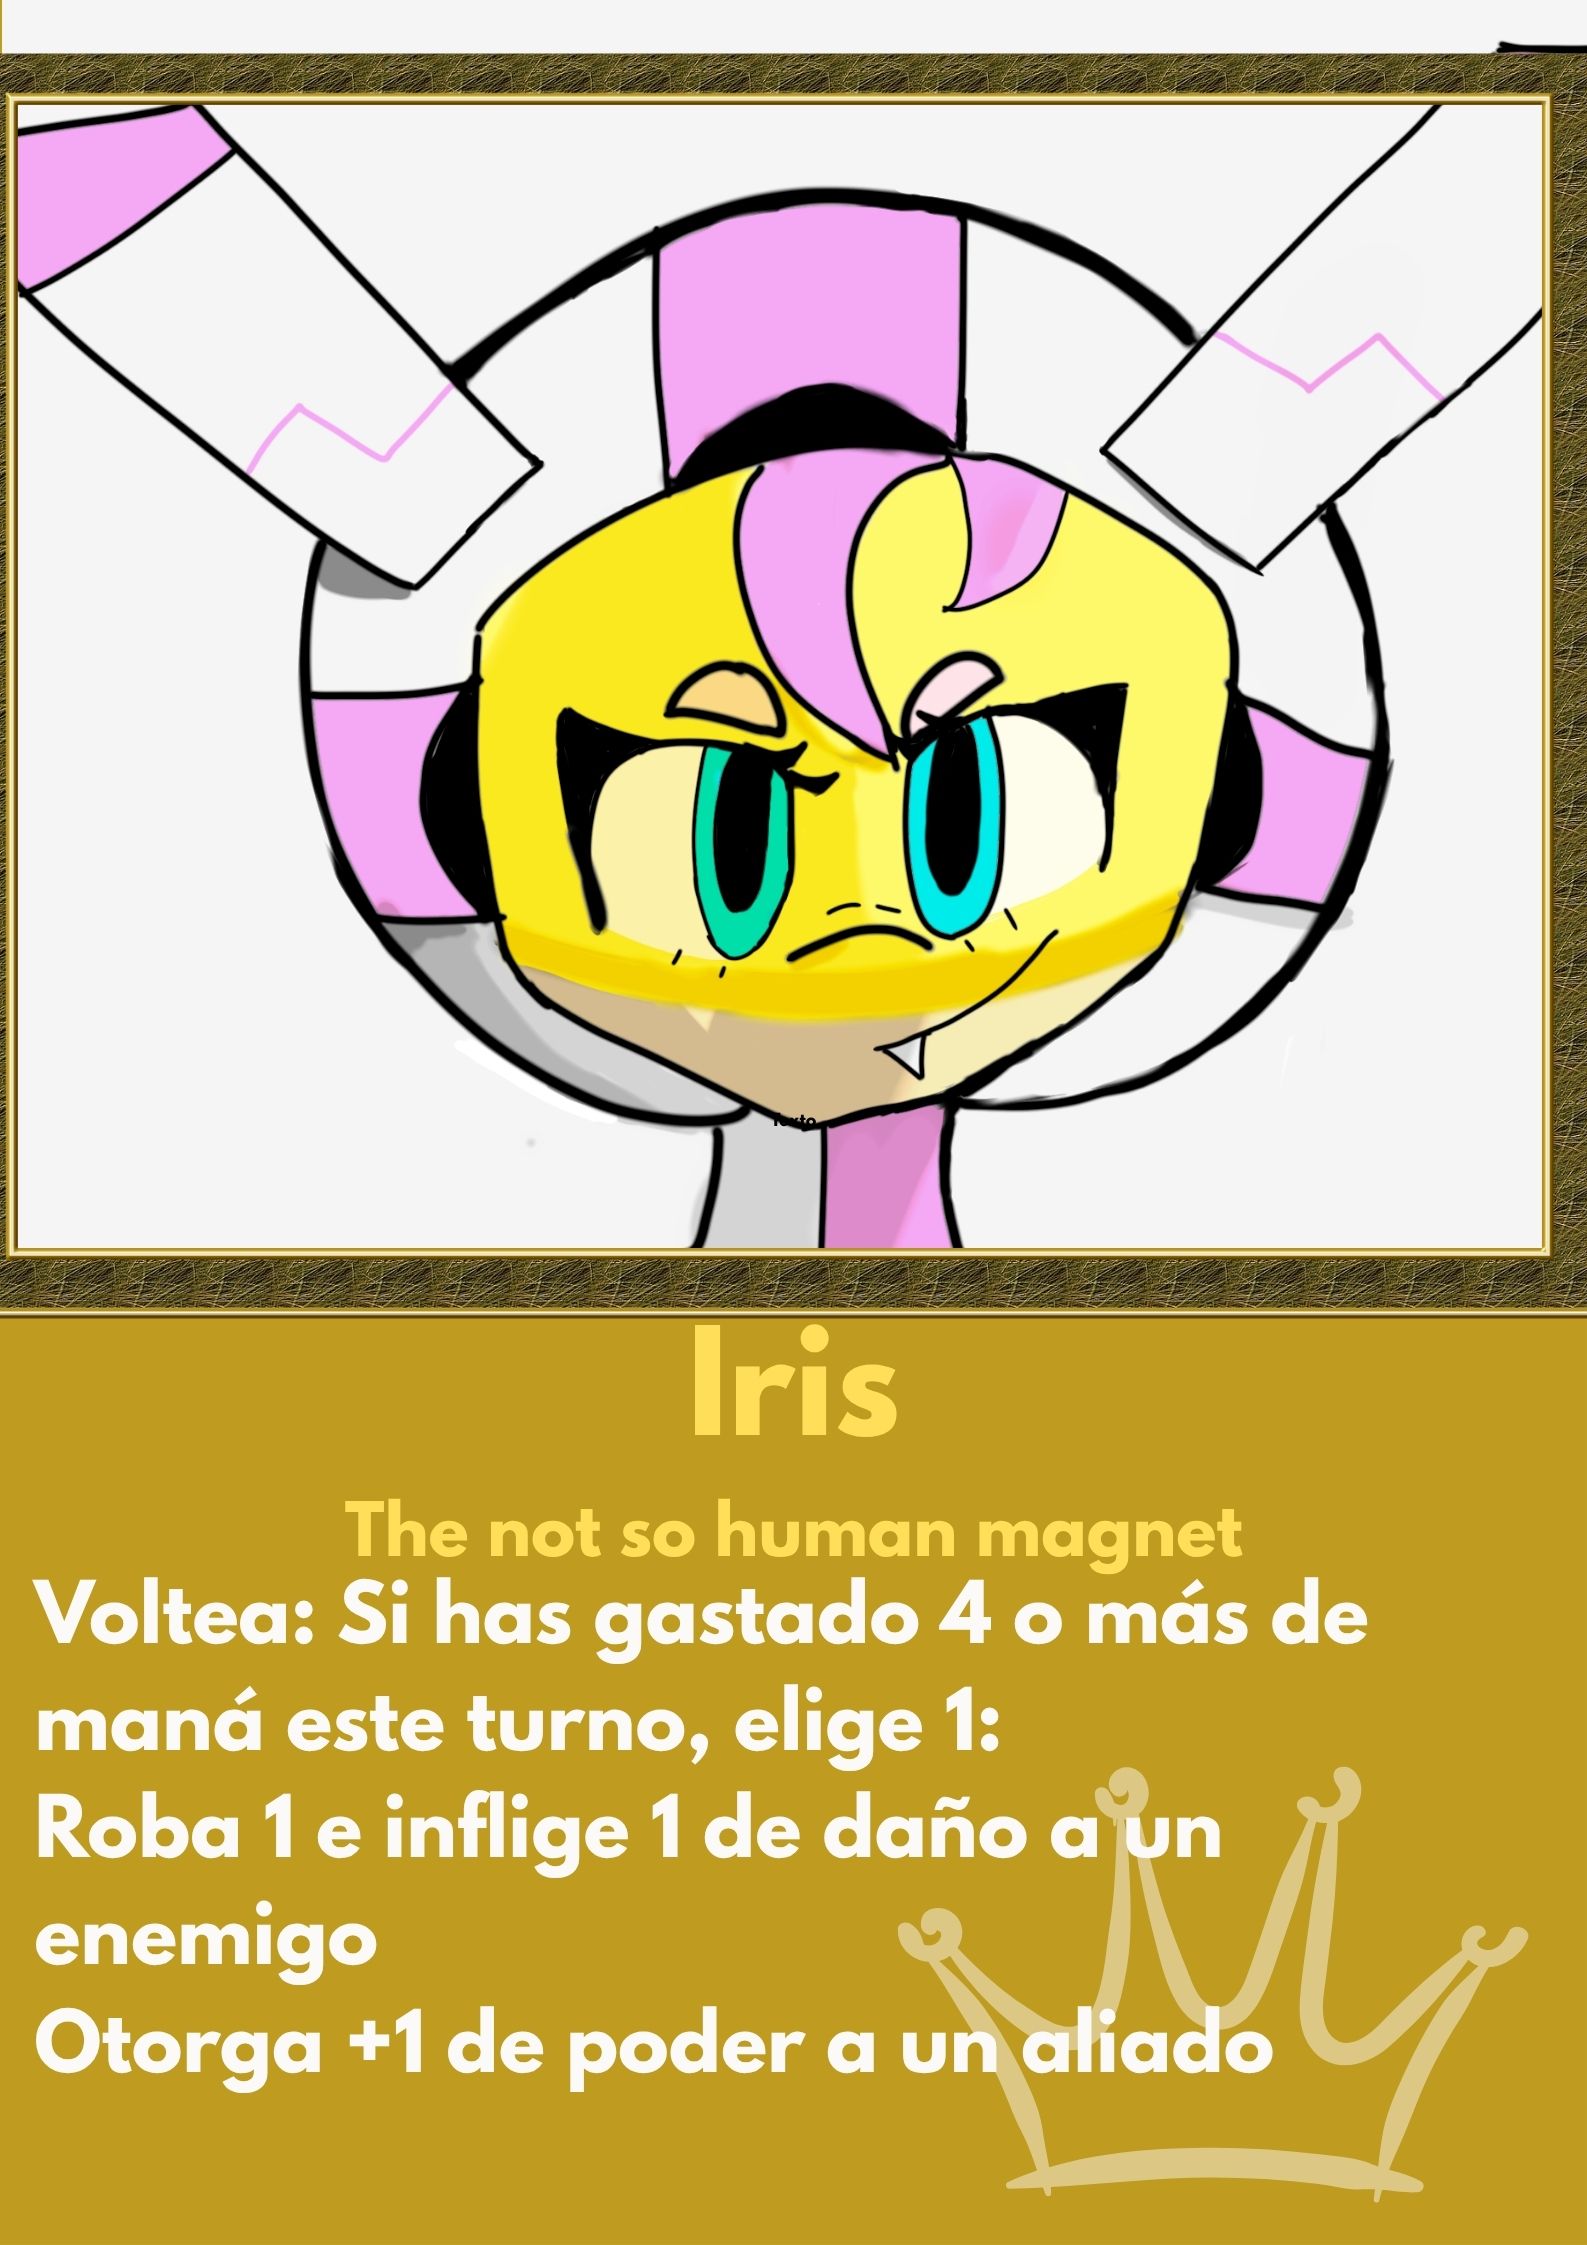 Texto
Iris
The not so human magnet
Voltea: Si has gastado 4 o más de
maná este turno, elige 1:
Roba 1 e inflige 1 de daño a un
enemigo
Otorga +1 de poder a un aliado